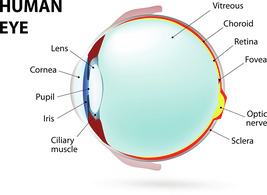 HUMAN
EYE
Vitreous
Choroid
Retina
Fovea
Lens
Cornea
Pupil
Iris
Ciliary
muscle
Optic
nerve
Sclera